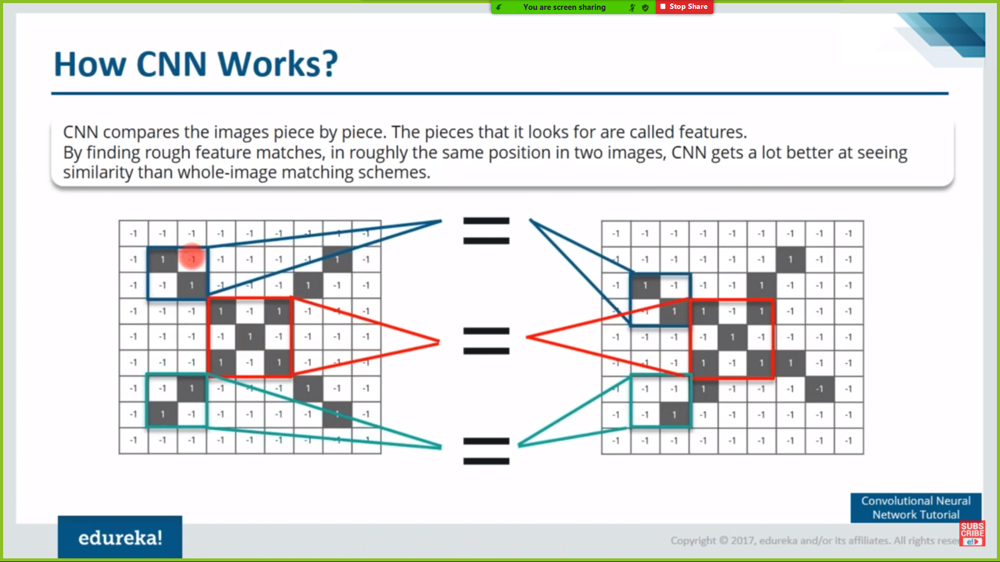 You are screen sharing
Stop Share
How CNN Works?
CNN compares the images piece by piece. The pieces that it looks for are called features.
By finding rough feature matches, in roughly the same position in two images, CNN gets a lot better at seeing
similarity than whole-image matching schemes.
-1 -1 -1 -1 -1 -1 -1 -1 -1
-1 1 -1 -1 -1 -1 -1 1 -1
-1 -1 1 -1 -1 -1 1 -1 -1
-1 -1 -1 1 -1 1 -1 -1 -1
-1 -1 -1 -1 1 -1 -1 -1 -1
-1 -1 -1 1 -1 1 -1 -1 -1
-1 -1 1 -1 -1 -1 1 -1 -1
-1 1 -1 -1 -1 -1 -1 1 -1
-1 -1 -1 -1 -1 -1 -1 -1 -1
=
=
=
-1 -1 -1 -1 -1 -1 -1 -1 -1
-1 -1 -1 -1 -1 -1 1 -1 -1
-1 1 -1 -1 -1 1 -1 -1 -1
-1 -1 1 1 -1 1 -1 -1 -1
-1 -1 -1 -1 1 -1 -1 -1 -1
-1 -1 -1 1 -1 1 1 -1 -1
-1 -1 -1 1 -1 -1 -1 -1 -1
-1 -1 1 -1 -1 -1 -1 -1 -1
-1 -1 -1 -1 -1 -1 -1 -1 -1
Convolutional Neural
Network Tutorial
edureka!
Copyright © 2017, edureka and/or its affiliates. All rights
SUBS
CRIBE
e!